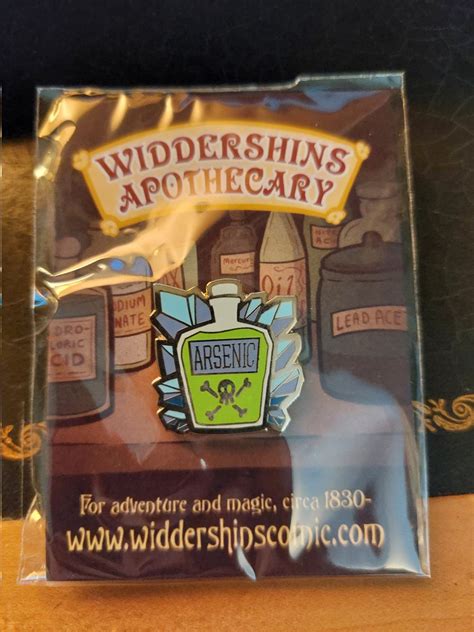 WIDDERSHINS
APOTHECARY
Mercury
Oil
DRO-
LORIC
CID
ODIUM
NATE
LEAD ACE
ARSENIC
For adventure and magic, circa 1830-
www.widdershinscomic.com